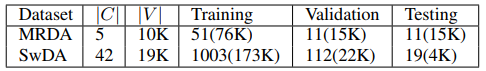 Dataset |C| |V| Training Validation Testing
MRDA 5 10K 51(76K) 11(15K) 11(15K)
SwDA 42 19K 1003(173K) 112(22K) 19(4K)